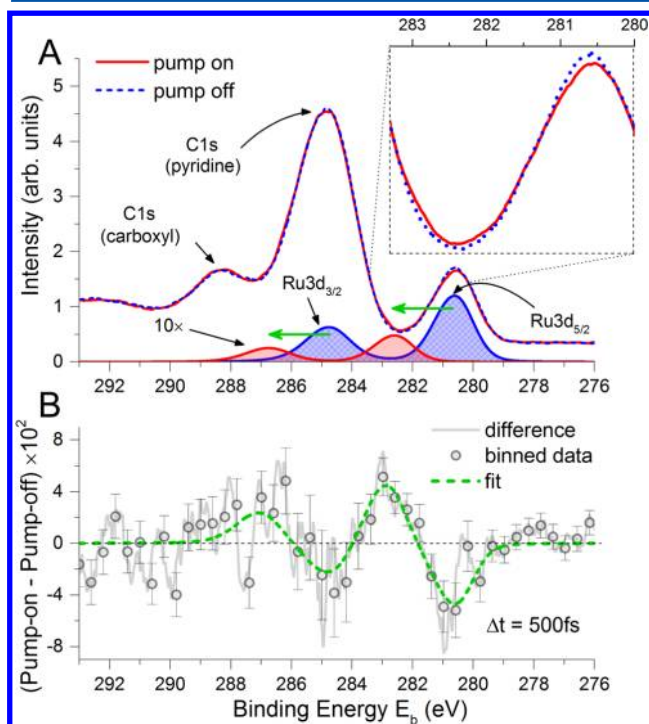 283 282 281 280
A
pump on
pump off
C1s
(pyridine)
C1s
(carboxyl)
Ru3d3/2
Ru3d5/2
10×
Intensity (arb. units)
5
4
3
2
1
0
292 290 288 286 284 282 280 278 276
B
difference
binned data
fit
Δt = 500fs
(Pump-on - Pump-off) ×10²
8
4
0
-4
-8
292 290 288 286 284 282 280 278 276
Binding Energy Eb (eV)